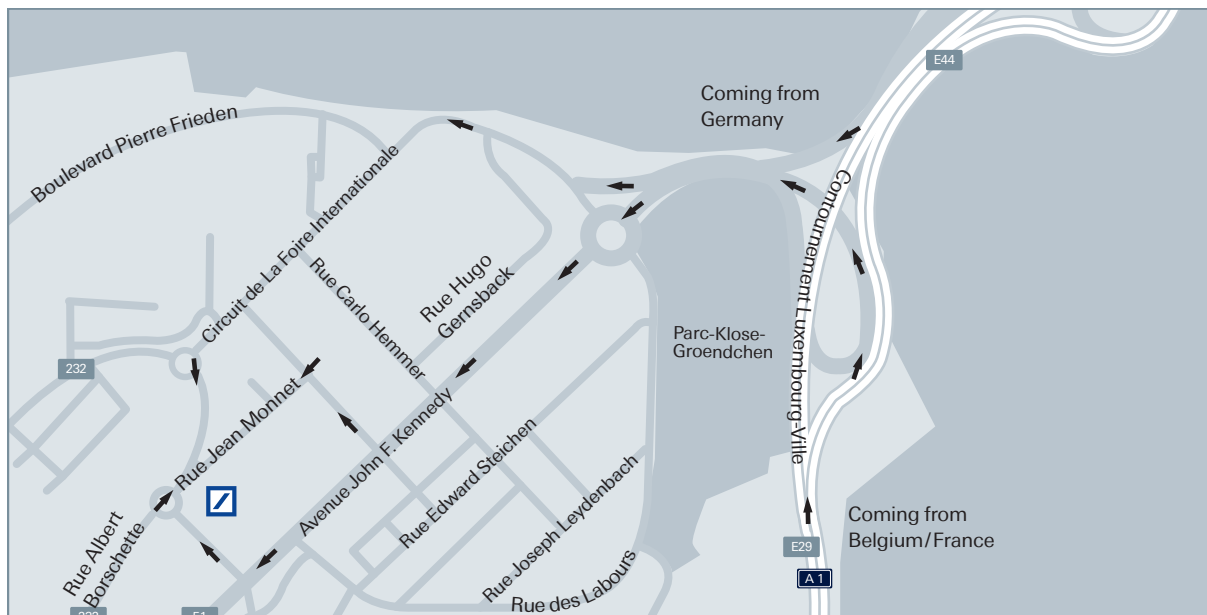 E44
Coming from
Germany
Boulevard Pierre Frieden
Circuit de La Foire Internationale
Contournement Luxembourg-Ville
Rue Carlo Hemmer
Rue Hugo
Gernsback
Parc-Klose-
Groendchen
232
Rue Jean Monnet
Avenue John F. Kennedy
Rue Edward Steichen
Rue Joseph Leydenbach
Rue Albert
Borschette
Coming from
Belgium/France
E29
A 1
Rue des Labours